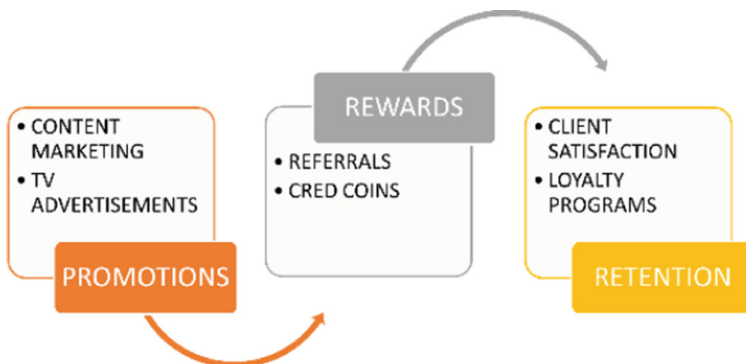 • CONTENT
MARKETING
• TV
ADVERTISEMENTS
PROMOTIONS
REWARDS
• REFERRALS
• CRED COINS
• CLIENT
SATISFACTION
• LOYALTY
PROGRAMS
RETENTION